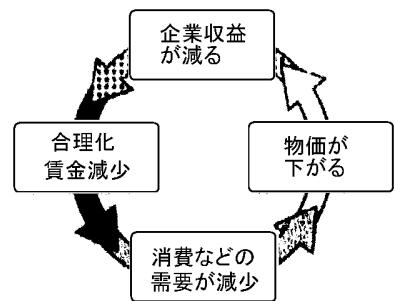 企業収益
が減る
合理化
賃金減少
物価が
下がる
消費などの
需要が減少